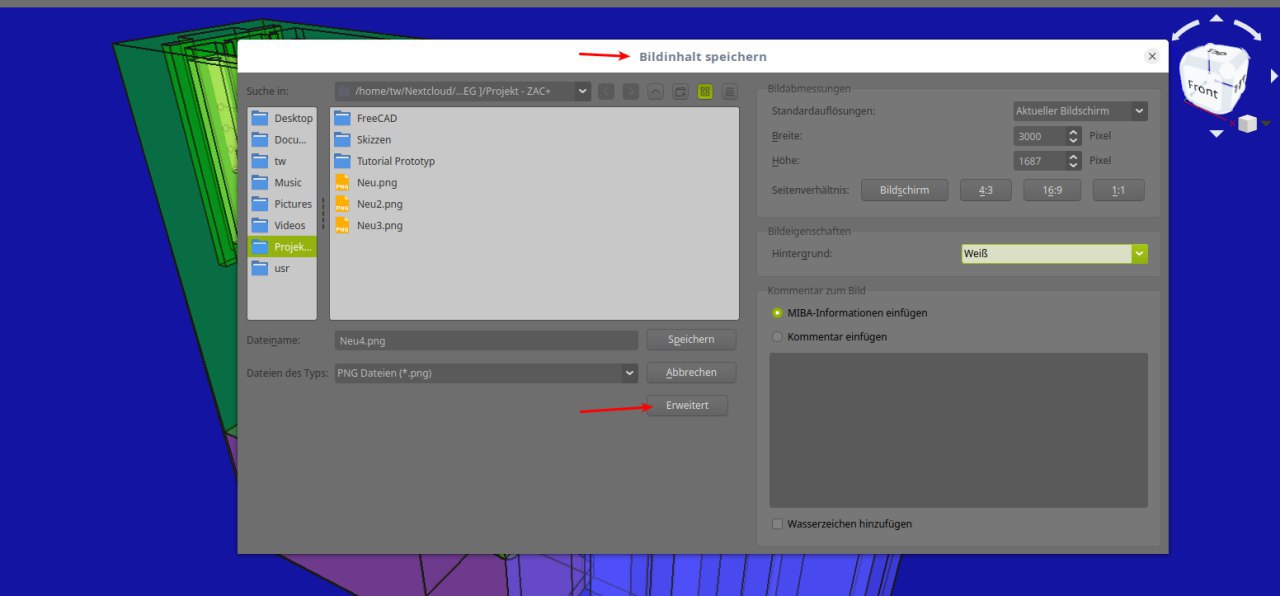 Bildinhalt speichern
Suche in:
/home/tw/Nextcloud/...EG ]/Projekt - ZAC+
Desktop
Docu...
tw
Music
Pictures
Videos
Projek...
usr
FreeCAD
Skizzen
Tutorial Prototyp
Neu.png
Neu2.png
Neu3.png
Dateiname:
Neu4.png
Speichern
Dateien des Typs:
PNG Dateien (*.png)
Abbrechen
Erweitert
Bildabmessungen
Standardauflösungen:
Aktueller Bildschirm
Breite:
3000
Pixel
Höhe:
1687
Pixel
Seitenverhältnis:
Bildschirm
4:3
16:9
1:1
Bildeigenschaften
Hintergrund:
Weiß
Kommentar zum Bild
MIBA-Informationen einfügen
Kommentar einfügen
Wasserzeichen hinzufügen
Front